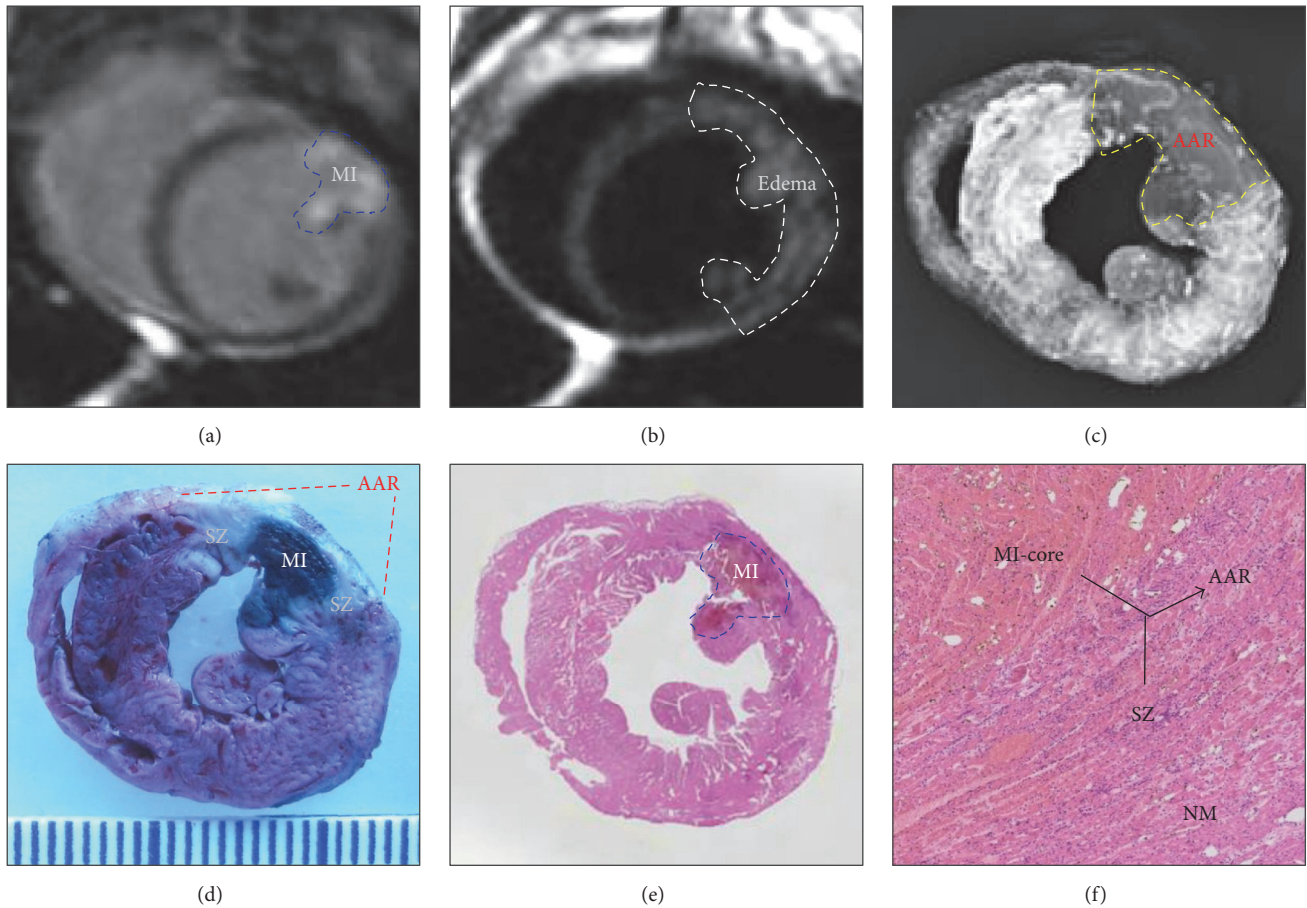 MI
Edema
AAR
(a)
(b)
(c)
AAR
SZ
MI
SZ
MI
MI-core
AAR
SZ
NM
(d)
(e)
(f)